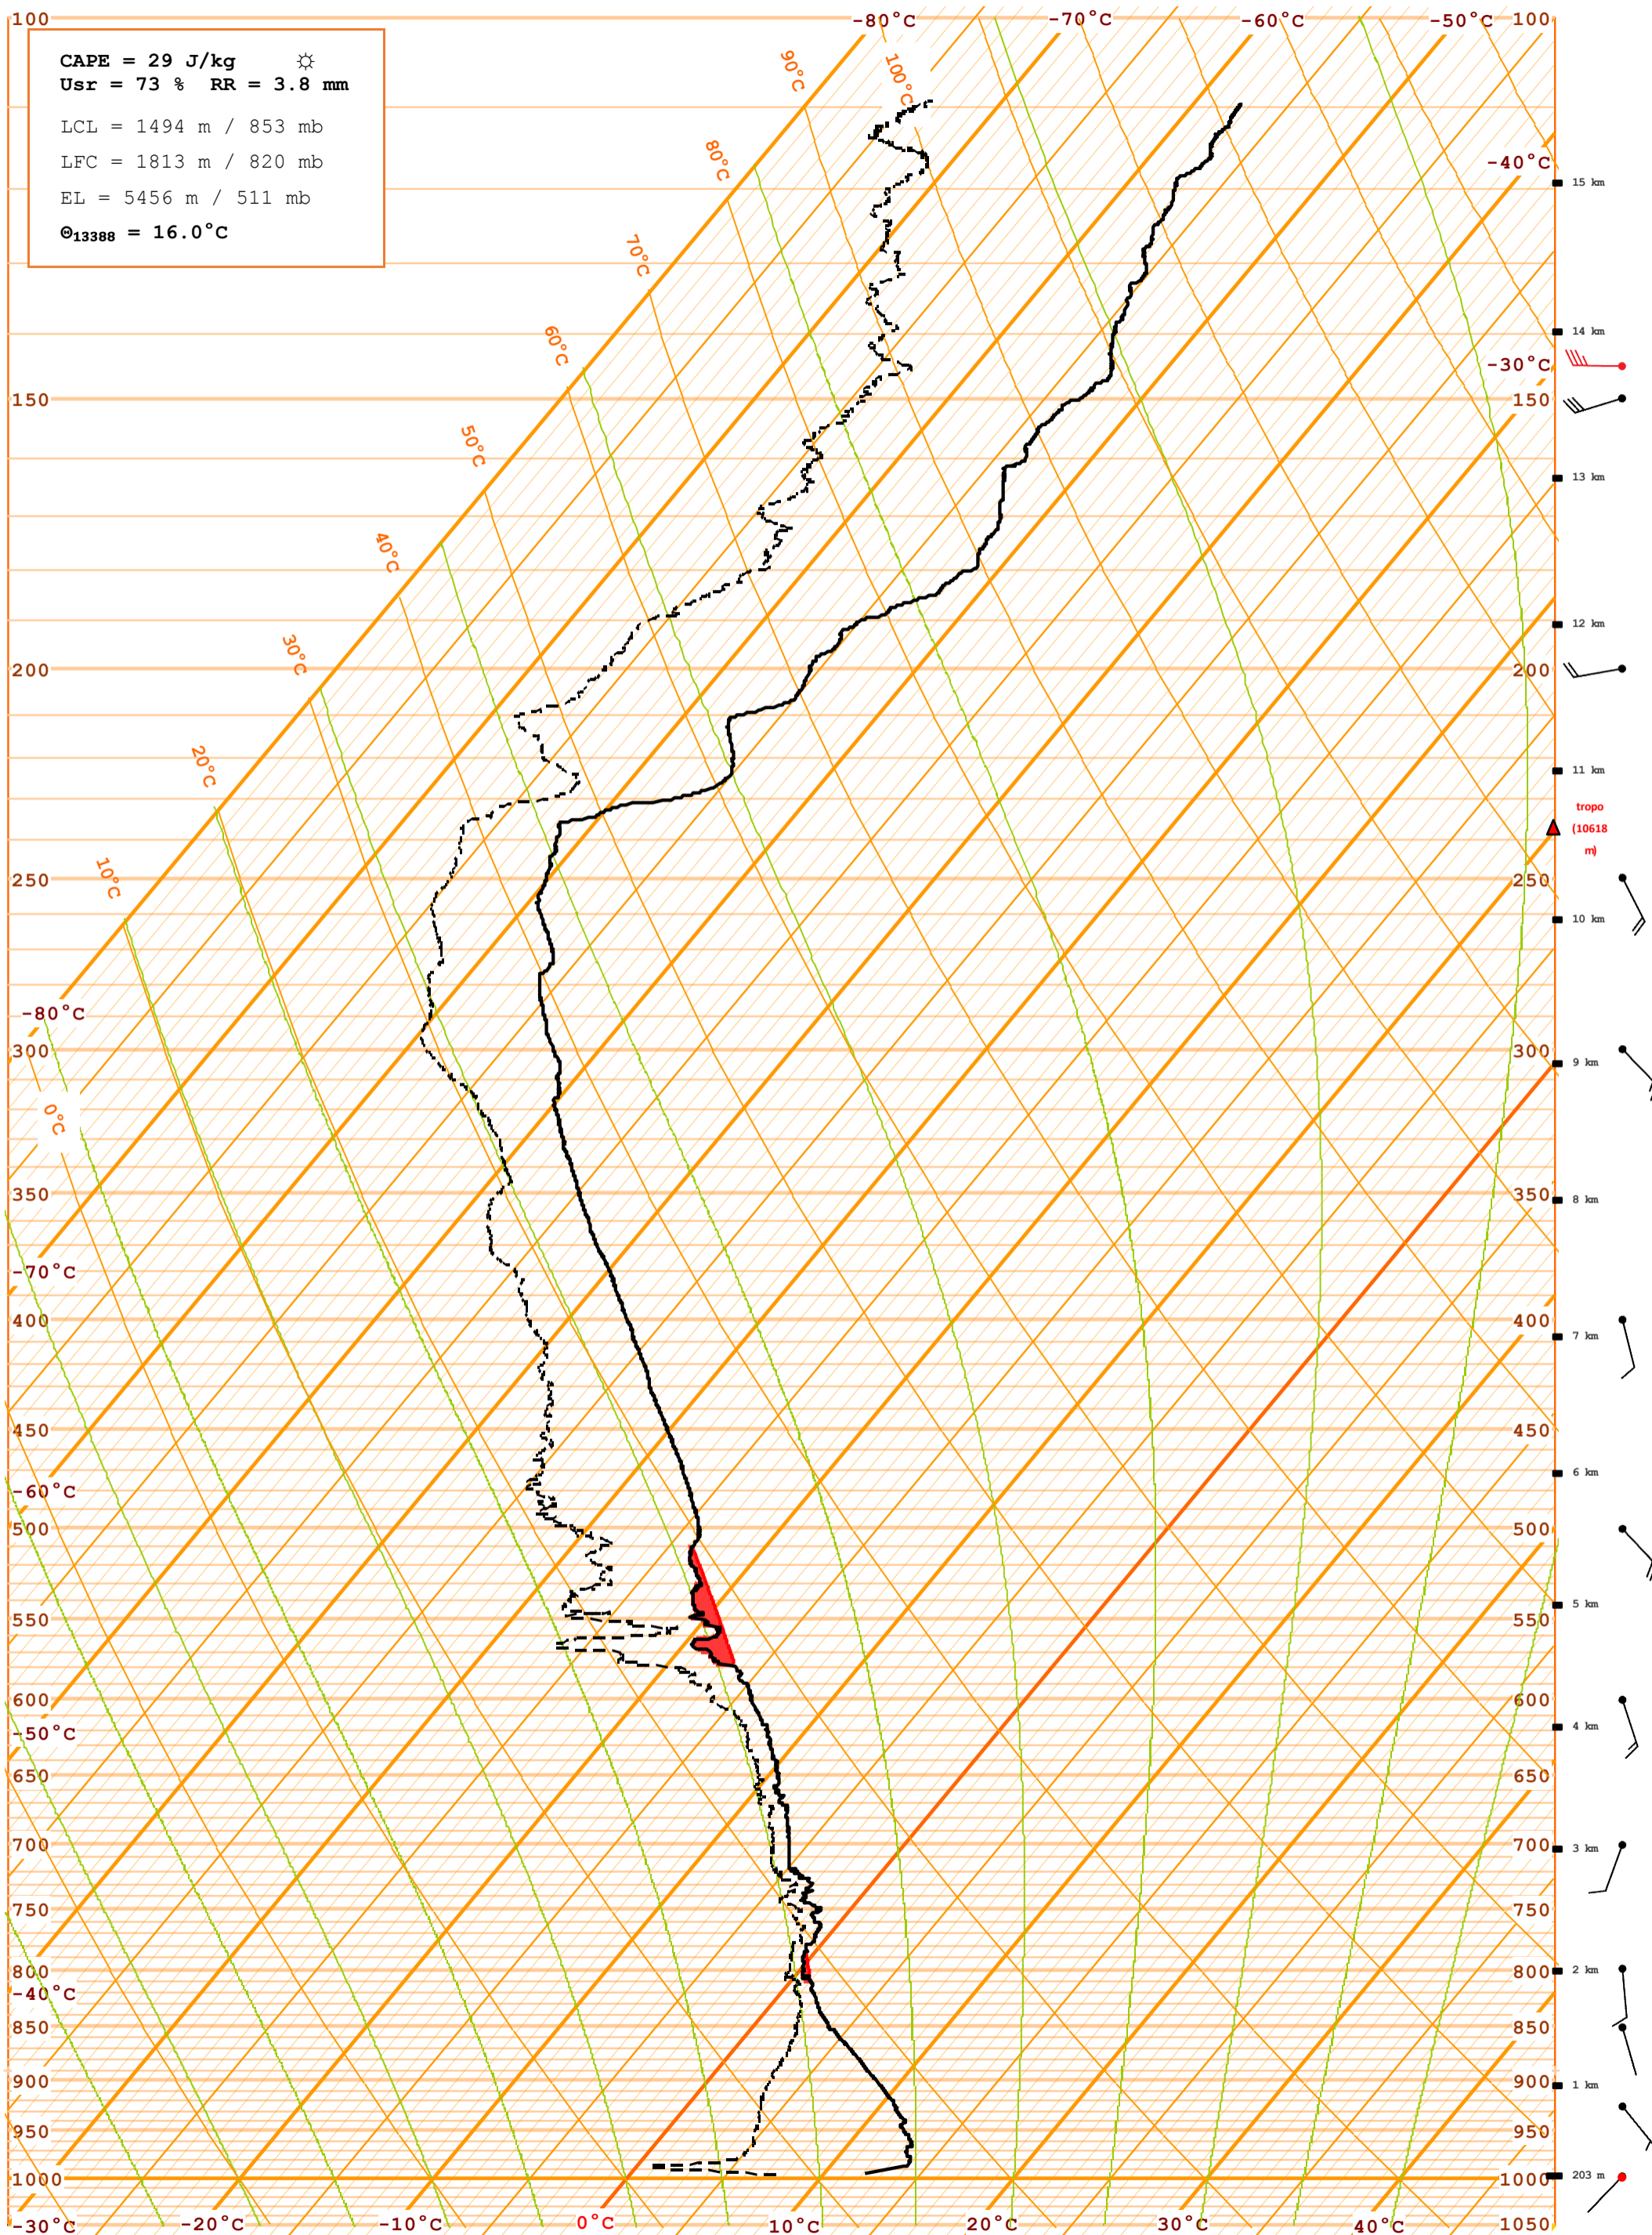 100 -80°C -70°C -60°C -50°C 100
CAPE = 29 J/kg ☼
Usr = 73 % RR = 3.8 mm
LCL = 1494 m / 853 mb
LFC = 1813 m / 820 mb
EL = 5456 m / 511 mb
Θ13388 = 16.0°C
90°C 100°C
80°C -40°C
15 km
70°C
60°C 14 km
-30°C
150 150
50°C 13 km
40°C
12 km
30°C 200 200
20°C 11 km
tropo
(10618
m)
10°C 250 250
10 km
-80°C
300 300
9 km
0°C
350 350
8 km
-70°C
400 400
7 km
450 450
6 km
-60°C
500 500
5 km
550 550
600 600
4 km
-50°C
650 650
700 700
3 km
750 750
800 800 2 km
-40°C
850 850
900 900 1 km
950 950
1000 1000 203 m
-30°C -20°C -10°C 0°C 10°C 20°C 30°C 40°C 1050